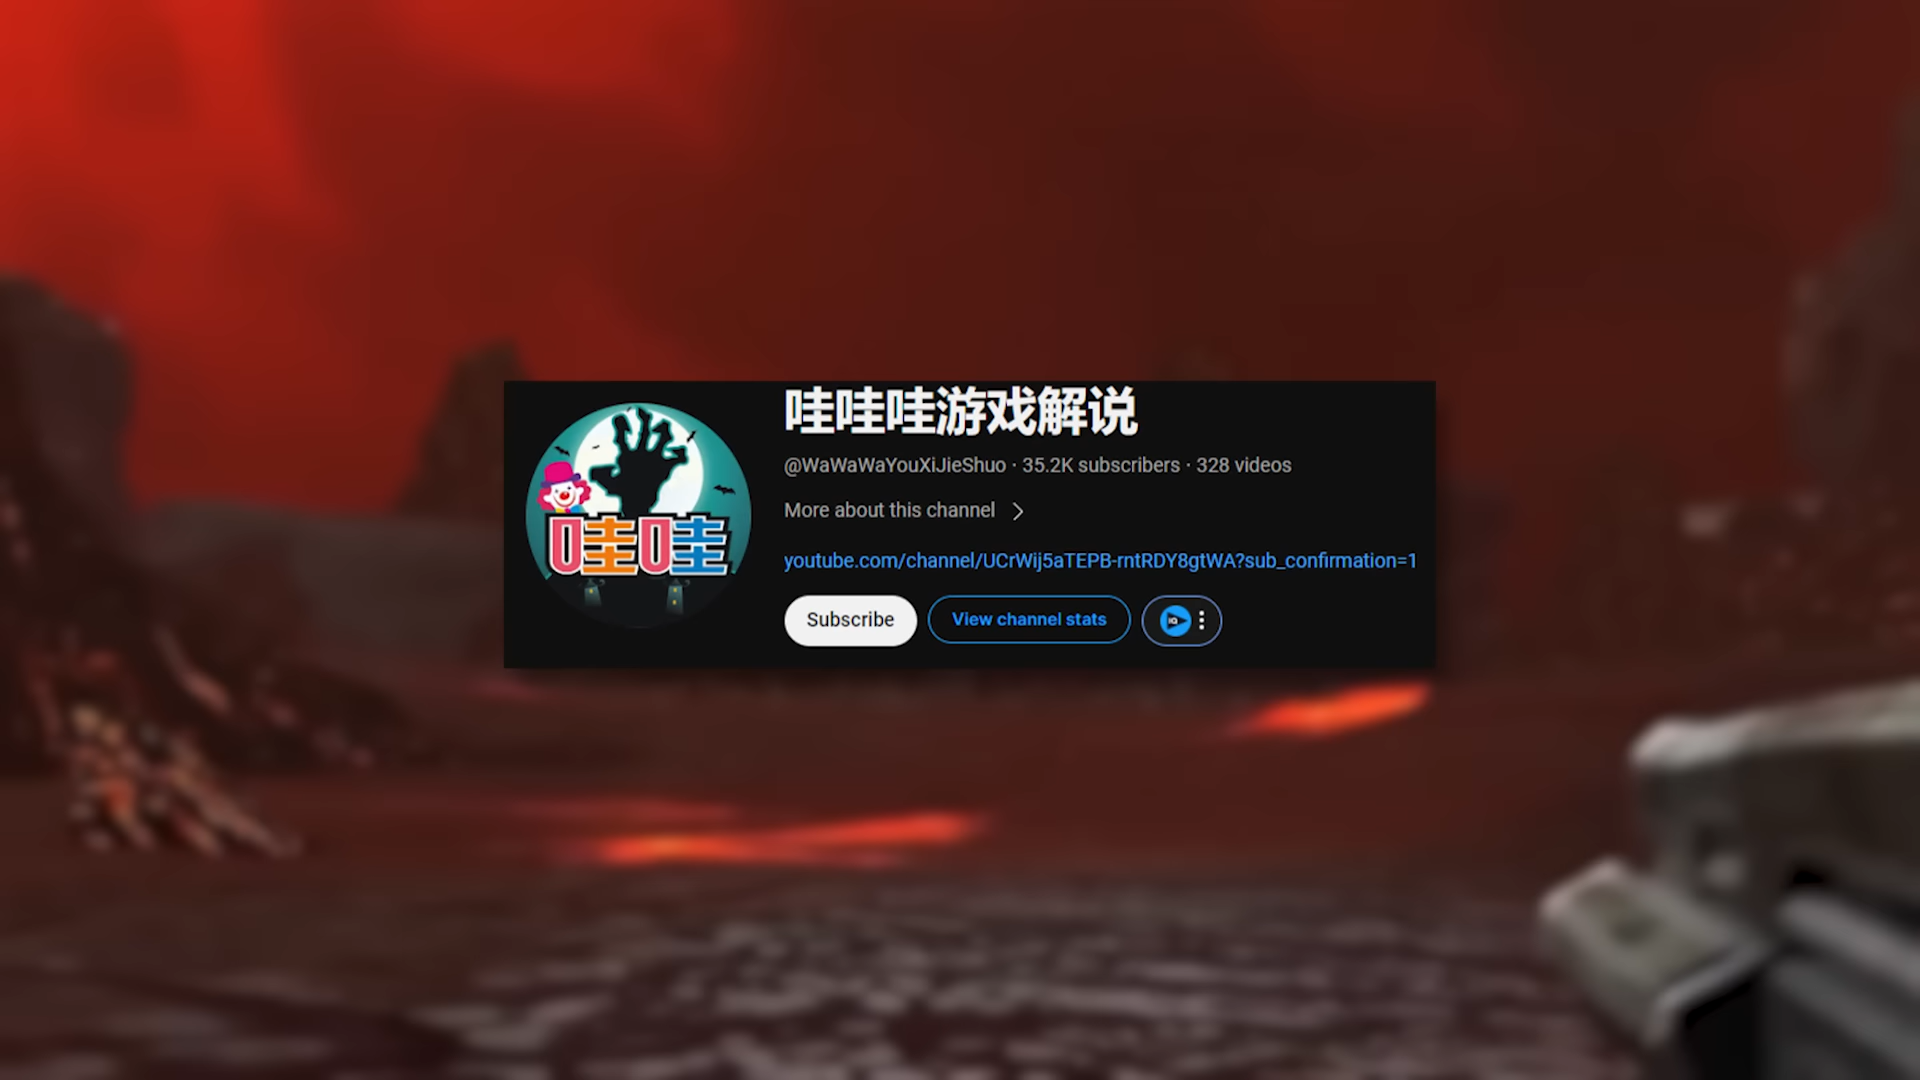 哇哇哇游戏解说
@WaWaWaYouXiJieShuo · 35.2K subscribers · 328 videos
More about this channel
youtube.com/channel/UCrWij5aTEPB-rntRDY8gtWA?sub_confirmation=1
哇哇
Subscribe
View channel stats
IQ